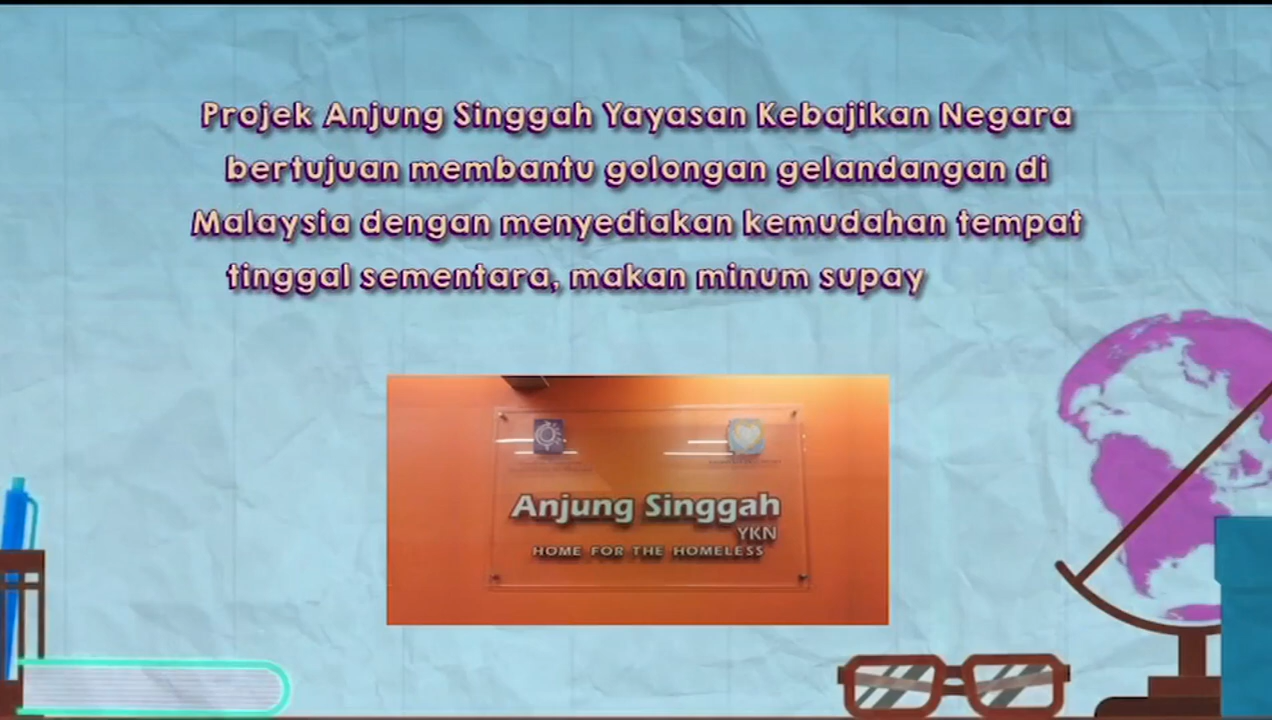 Projek Anjung Singgah Yayasan Kebajikan Negara
bertujuan membantu golongan gelandangan di
Malaysia dengan menyediakan kemudahan tempat
tinggal sementara, makan minum supay
Anjung Singgah
YKN
HOME FOR THE HOMELESS